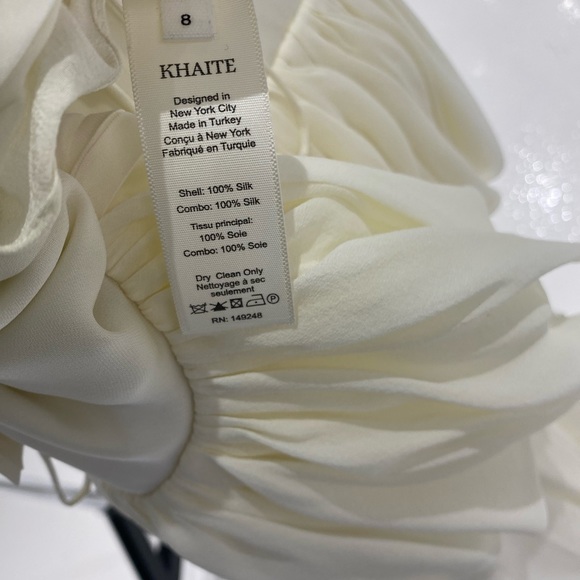 8
KHAITE
Designed in
New York City
Made in Turkey
Conçu à New York
Fabriqué en Turquie
Shell: 100% Silk
Combo: 100% Silk
Tissu principal:
100% Soie
Combo: 100% Soie
Dry Clean Only
Nettoyage à sec
seulement
P
RN: 149248